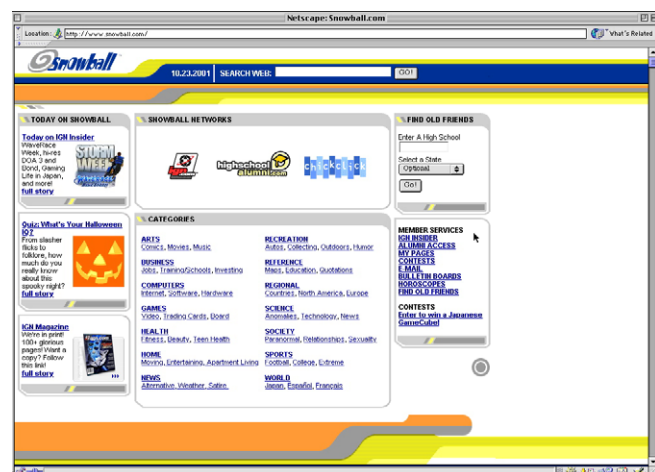 Netscape: Snowball.com
Location: http://www.snowball.com/
What's Related
Snowball
10.23.2001 SEARCH WEB: GO!
TODAY ON SNOWBALL
Today on IGN Insider
WaveRace
Week, hi-res
DOA 3 and
Bond, Gaming
Life in Japan,
and more!
full story
STORM
WEEK
Quiz: What's Your Halloween
IQ?
From slasher
flicks to
folklore, how
much do you
really know
about this
spooky night?
full story
IGN Magazine
We're in print!
100+ glorious
pages! Want a
copy? Follow
this link!
full story
SNOWBALL NETWORKS
highschool
alumni.com
chickclick
CATEGORIES
ARTS
Comics, Movies, Music
BUSINESS
Jobs, Training/Schools, Investing
COMPUTERS
Internet, Software, Hardware
GAMES
Video, Trading Cards, Board
HEALTH
Fitness, Beauty, Teen Health
HOME
Moving, Entertaining, Apartment Living
NEWS
Alternative, Weather, Satire
RECREATION
Autos, Collecting, Outdoors, Humor
REFERENCE
Maps, Education, Quotations
REGIONAL
Countries, North America, Europe
SCIENCE
Anomalies, Technology, News
SOCIETY
Paranormal, Relationships, Sexuality
SPORTS
Football, College, Extreme
WORLD
Japan, Español, Français
FIND OLD FRIENDS
Enter A High School
Select a State
Optional
Go!
MEMBER SERVICES
IGN INSIDER
ALUMNI ACCESS
MY PAGES
CONTESTS
E-MAIL
BULLETIN BOARDS
HOROSCOPES
FIND OLD FRIENDS
CONTESTS
Enter to win a Japanese
GameCube!